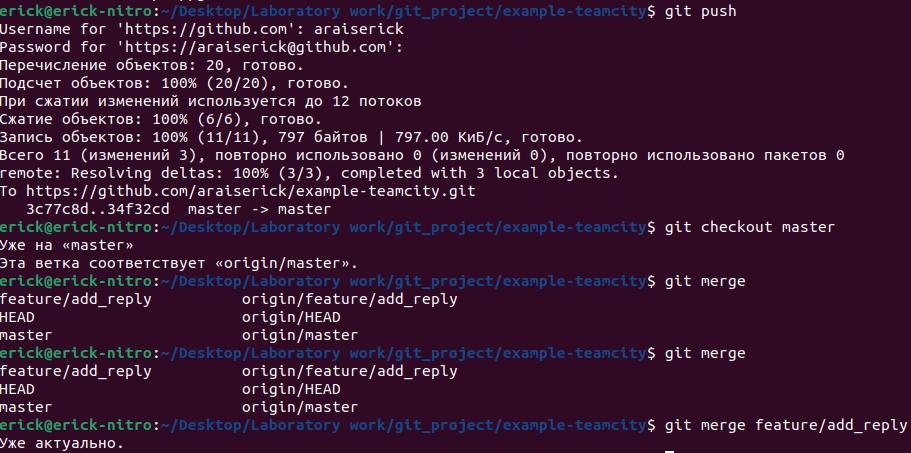 erick@erick-nitro:~/Desktop/Laboratory work/git_project/example-teamcity$ git push
Username for 'https://github.com': araiserick
Password for 'https://araiserick@github.com':
Перечисление объектов: 20, готово.
Подсчет объектов: 100% (20/20), готово.
При сжатии изменений используется до 12 потоков
Сжатие объектов: 100% (6/6), готово.
Запись объектов: 100% (11/11), 797 байтов | 797.00 КиБ/с, готово.
Всего 11 (изменений 3), повторно использовано 0 (изменений 0), повторно использовано пакетов 0
remote: Resolving deltas: 100% (3/3), completed with 3 local objects.
To https://github.com/araiserick/example-teamcity.git
   3c77c8d..34f32cd  master -> master
erick@erick-nitro:~/Desktop/Laboratory work/git_project/example-teamcity$ git checkout master
Уже на «master»
Эта ветка соответствует «origin/master».
erick@erick-nitro:~/Desktop/Laboratory work/git_project/example-teamcity$ git merge
feature/add_reply          origin/feature/add_reply
HEAD                       origin/HEAD
master                     origin/master
erick@erick-nitro:~/Desktop/Laboratory work/git_project/example-teamcity$ git merge
feature/add_reply          origin/feature/add_reply
HEAD                       origin/HEAD
master                     origin/master
erick@erick-nitro:~/Desktop/Laboratory work/git_project/example-teamcity$ git merge feature/add_reply
Уже актуально.